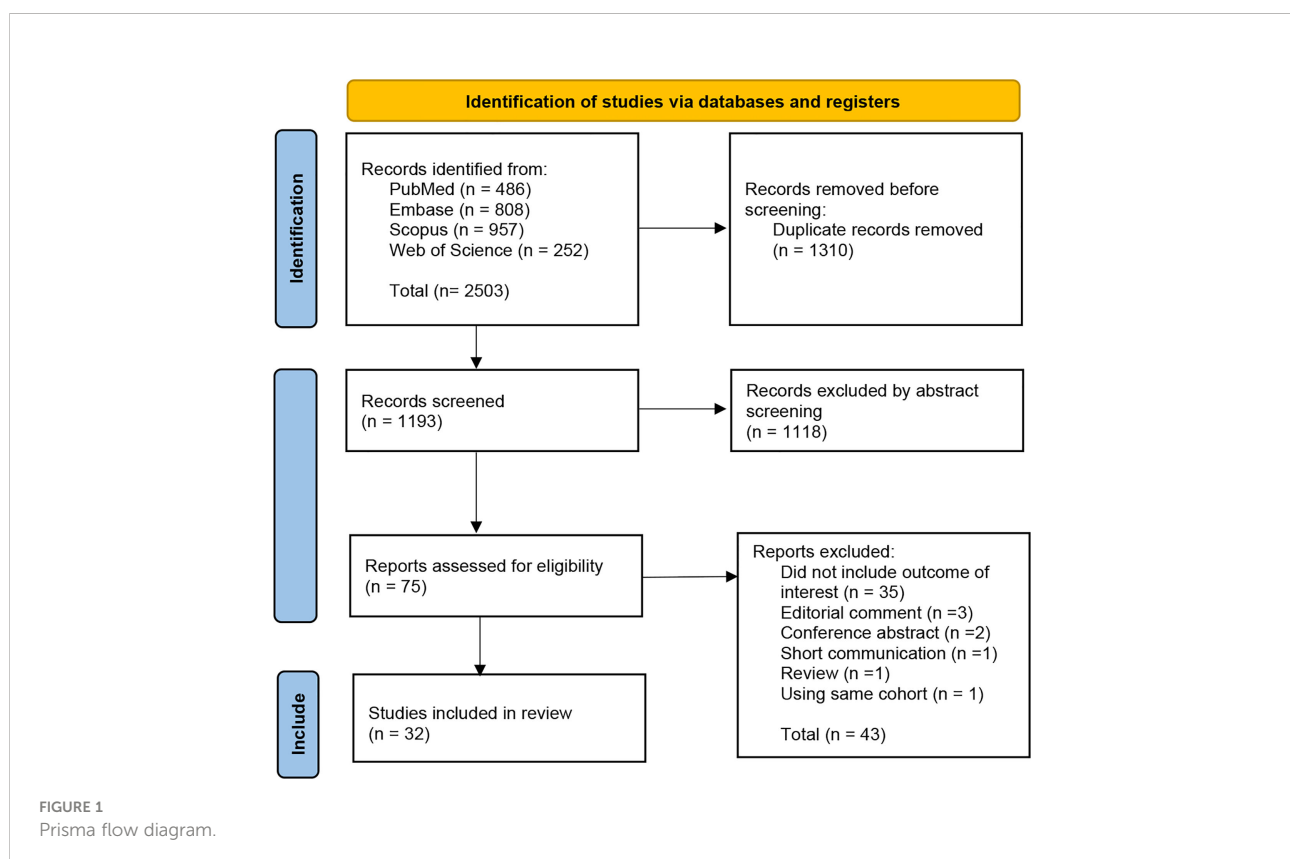 Identification of studies via databases and registers
Identification
Records identified from:
PubMed (n = 486)
Embase (n = 808)
Scopus (n = 957)
Web of Science (n = 252)
Total (n= 2503)
Records removed before
screening:
Duplicate records removed
(n = 1310)
Records screened
(n = 1193)
Records excluded by abstract
screening
(n = 1118)
Reports assessed for eligibility
(n = 75)
Reports excluded:
Did not include outcome of
interest (n = 35)
Editorial comment (n =3)
Conference abstract (n =2)
Short communication (n =1)
Review (n =1)
Using same cohort (n = 1)
Total (n = 43)
Include
Studies included in review
(n = 32)
FIGURE 1
Prisma flow diagram.